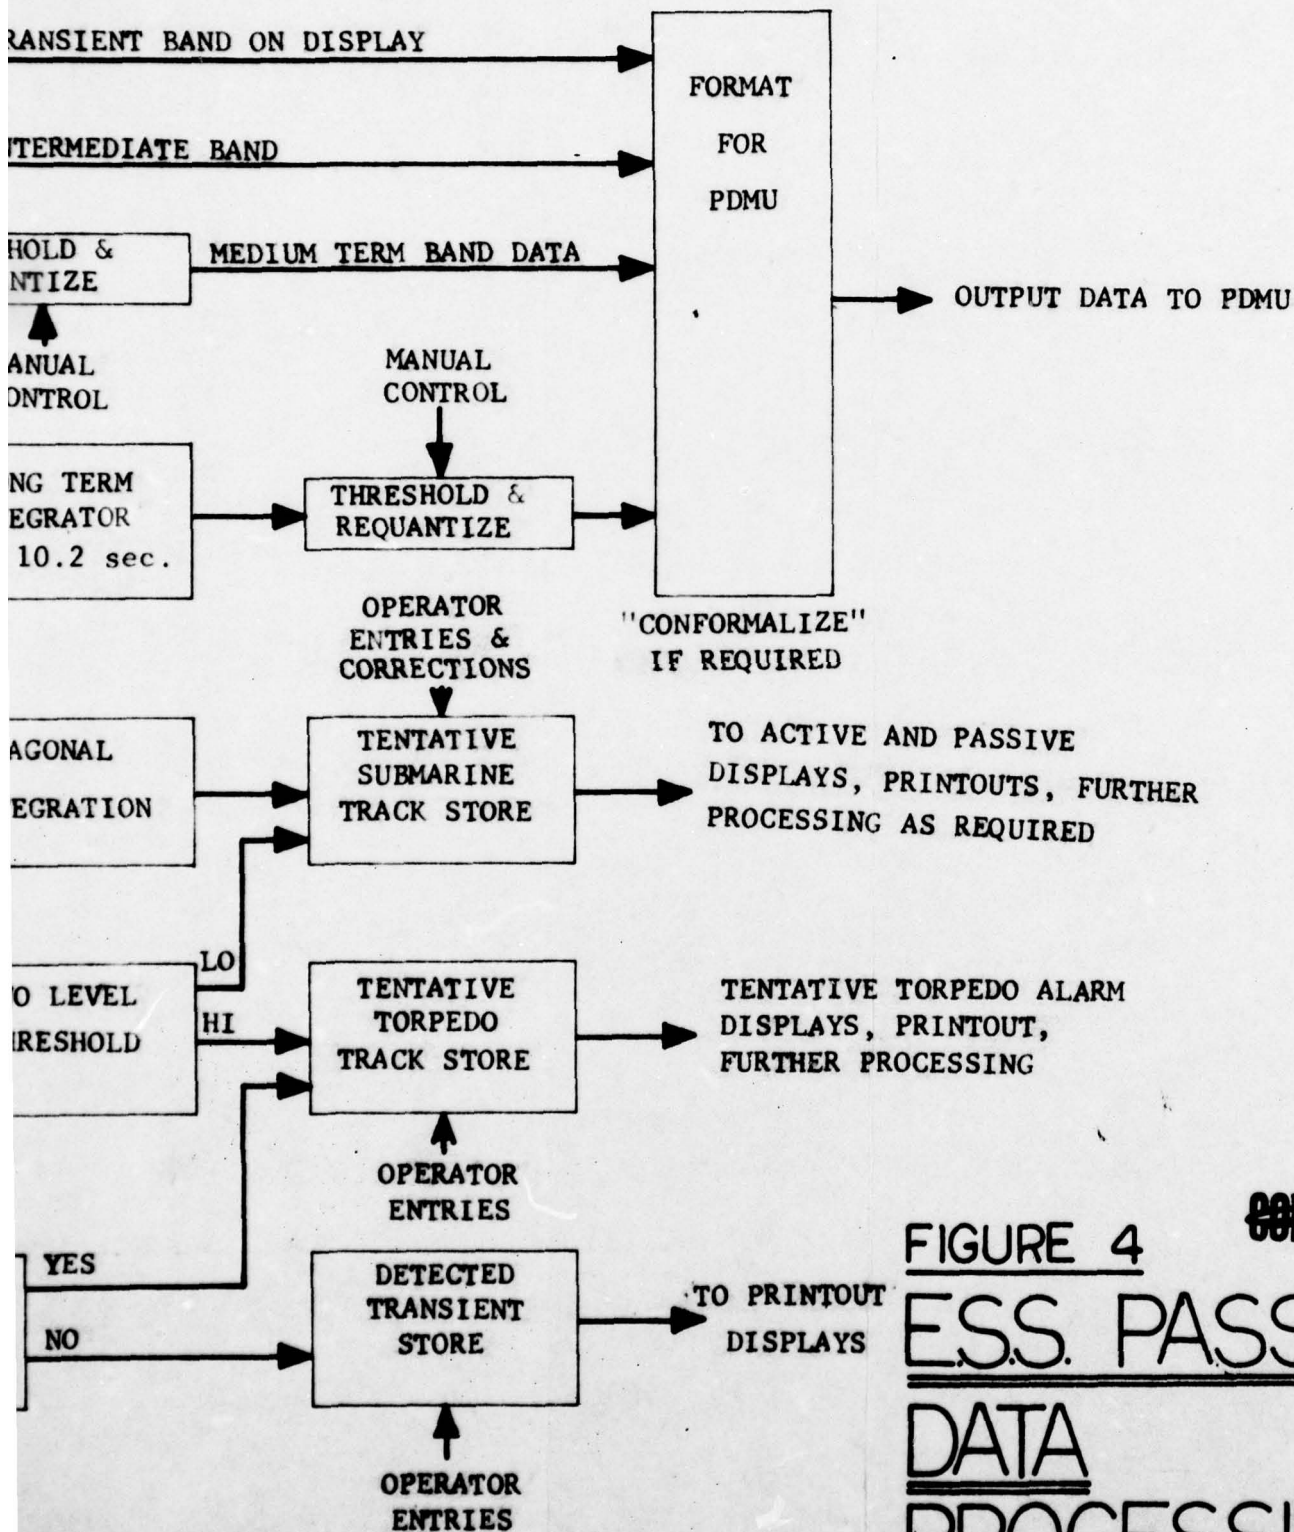 RANSIENT BAND ON DISPLAY
NTERMEDIATE BAND
HOLD &
NTIZE
MEDIUM TERM BAND DATA
ANUAL
ONTROL
FORMAT
FOR
PDMU
OUTPUT DATA TO PDMU
MANUAL
CONTROL
NG TERM
EGRATOR
10.2 sec.
THRESHOLD &
REQUANTIZE
"CONFORMALIZE"
IF REQUIRED
OPERATOR
ENTRIES &
CORRECTIONS
AGONAL
EGRATION
TENTATIVE
SUBMARINE
TRACK STORE
TO ACTIVE AND PASSIVE
DISPLAYS, PRINTOUTS, FURTHER
PROCESSING AS REQUIRED
O LEVEL
RESHOLD
LO
HI
TENTATIVE
TORPEDO
TRACK STORE
TENTATIVE TORPEDO ALARM
DISPLAYS, PRINTOUT,
FURTHER PROCESSING
OPERATOR
ENTRIES
YES
NO
DETECTED
TRANSIENT
STORE
TO PRINTOUT
DISPLAYS
OPERATOR
ENTRIES
FIGURE 4
E.S.S. PASS
DATA
PROCESSI